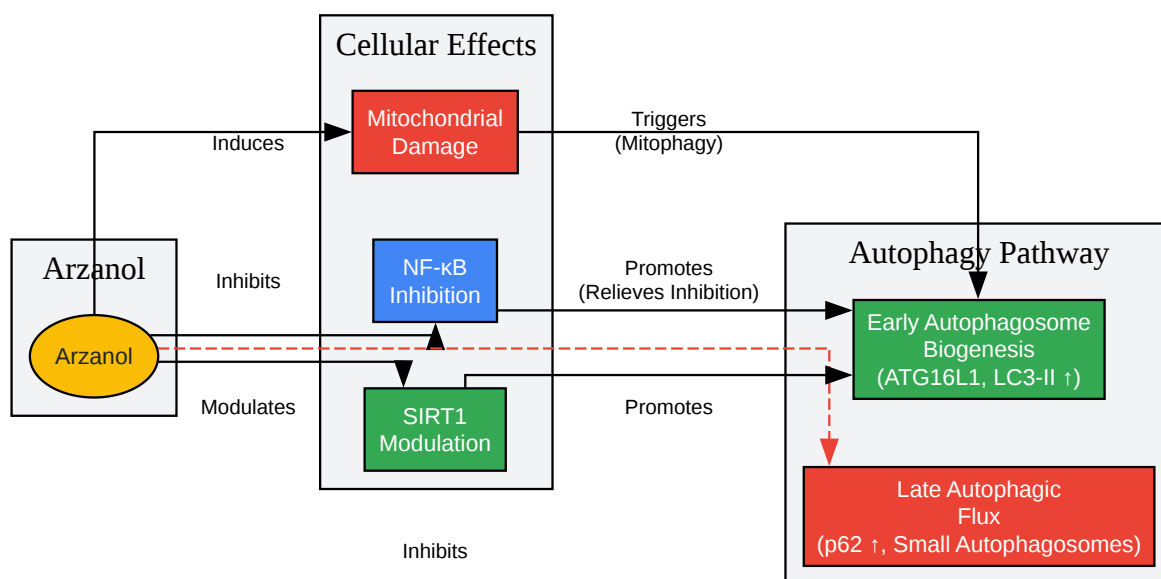 Cellular Effects
Mitochondrial
Damage
Induces
Triggers
(Mitophagy)
Arzanol
Arzanol
Inhibits
NF-κB
Inhibition
Promotes
(Relieves Inhibition)
Modulates
SIRT1
Modulation
Promotes
Autophagy Pathway
Early Autophagosome
Biogenesis
(ATG16L1, LC3-II ↑)
Late Autophagic
Flux
(p62 ↑, Small Autophagosomes)
Inhibits